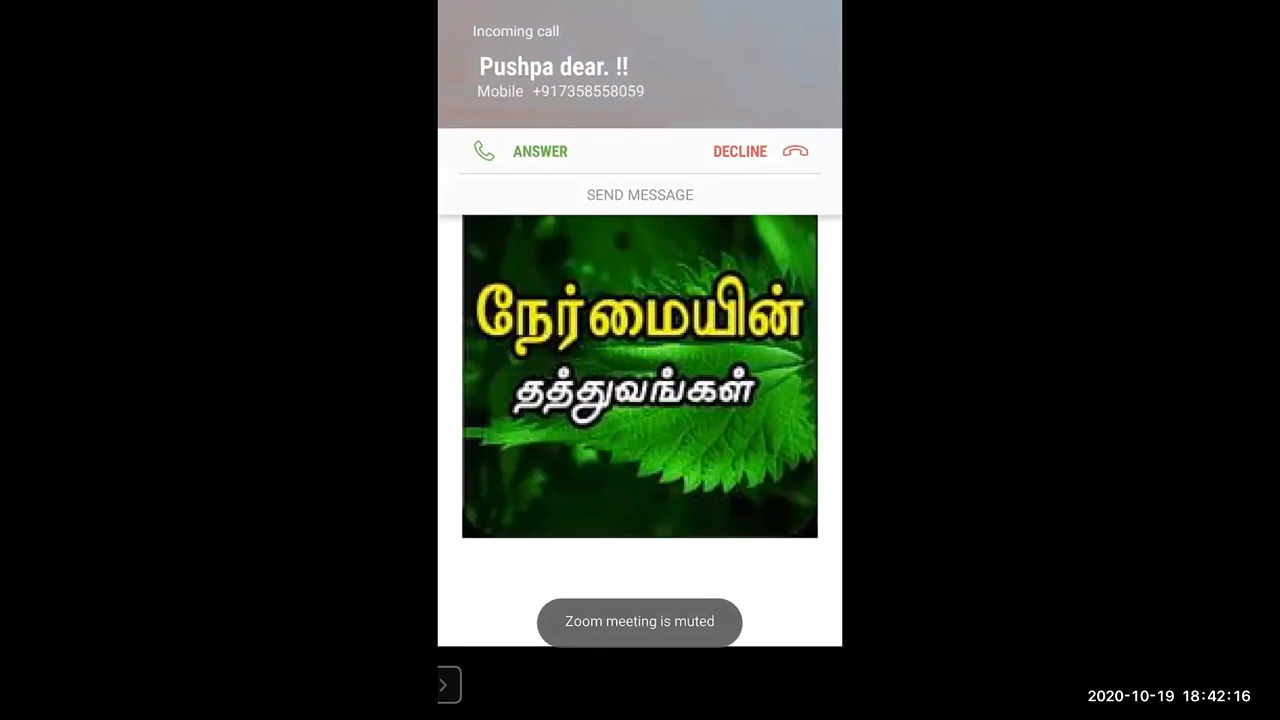 Incoming call
Pushpa dear. !!
Mobile +917358558059
ANSWER DECLINE
SEND MESSAGE
நேர்மையின்
தத்துவங்கள்
Zoom meeting is muted
2020-10-19 18:42:16